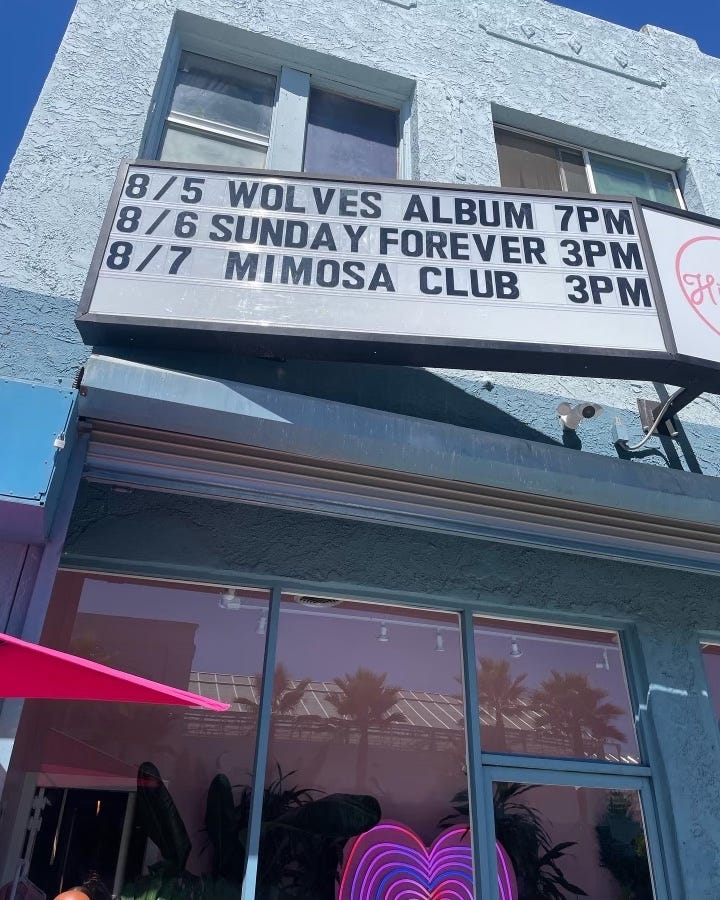 8/5 WOLVES ALBUM 7PM
8/6 SUNDAY FOREVER 3PM
8/7 MIMOSA CLUB 3PM